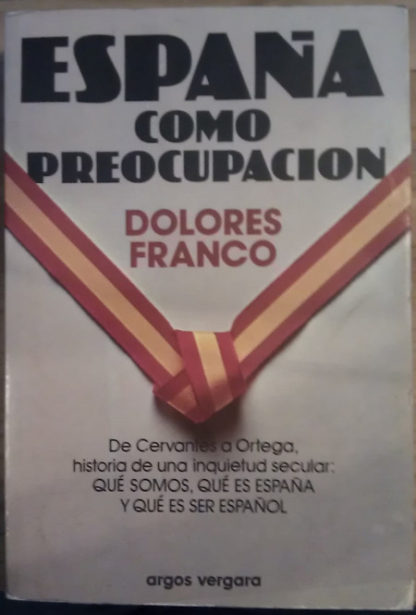 ESPAÑA
COMO
PREOCUPACION
DOLORES
FRANCO
De Cervantes a Ortega,
historia de una inquietud secular:
QUÉ SOMOS, QUÉ ES ESPAÑA
Y QUÉ ES SER ESPAÑOL
argos vergara